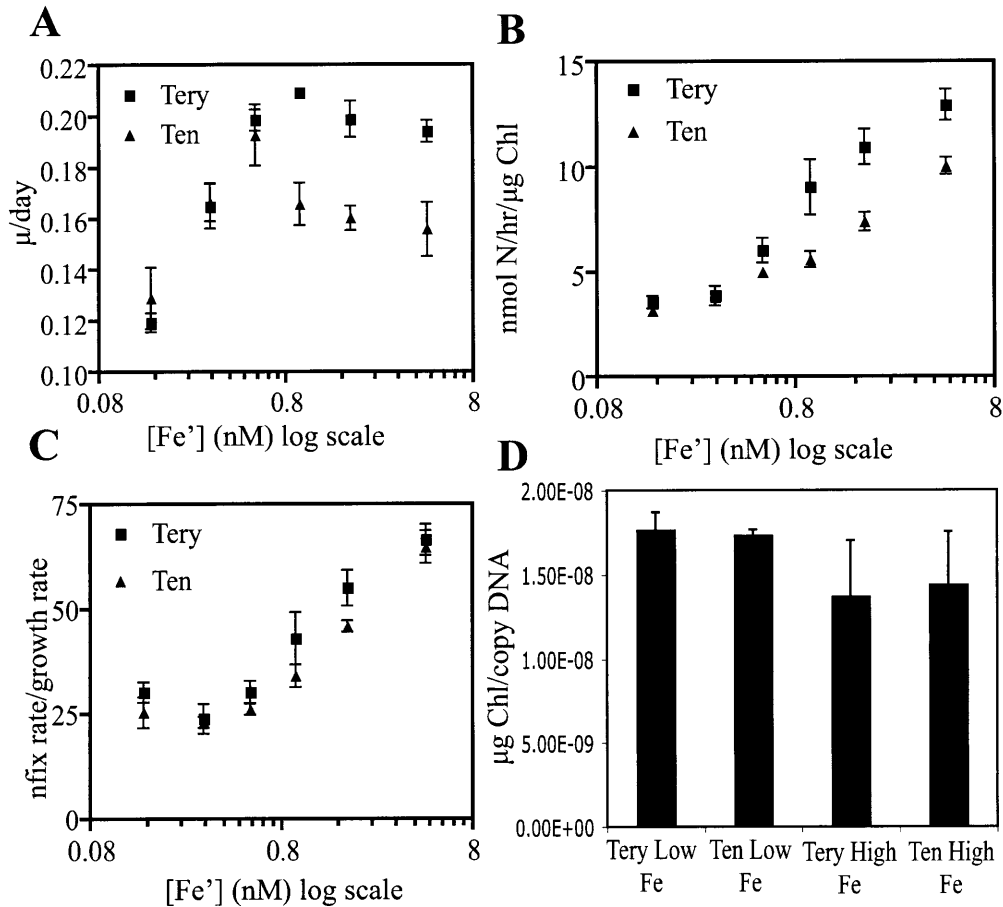 A
0.22
0.20
0.18
0.16
0.14
0.12
0.10
μ/day
Tery
Ten
0.08
0.8
8
[Fe’] (nM) log scale
B
15
10
5
0
nmol N/hr/μg Chl
Tery
Ten
0.08
0.8
8
[Fe’] (nM) log scale
C
75
50
25
0
nfix rate/growth rate
Tery
Ten
0.08
0.8
8
[Fe’] (nM) log scale
D
2.00E-08
1.50E-08
1.00E-08
5.00E-09
0.00E+00
μg Chl/copy DNA
Tery Low
Fe
Ten Low
Fe
Tery High
Fe
Ten High
Fe